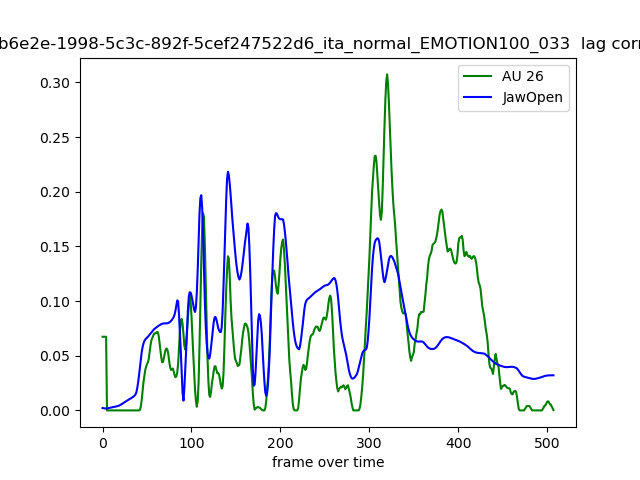 b6e2e-1998-5c3c-892f-5cef247522d6_ita_normal_EMOTION100_033 lag corr
AU 26
JawOpen
0.30
0.25
0.20
0.15
0.10
0.05
0.00
0 100 200 300 400 500
frame over time